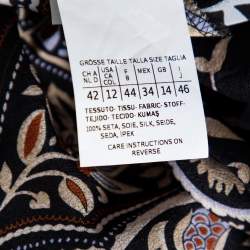 GRÖSSE TAILLE TALLA SIZE TAGLIA
CH A NL D USA CA CO F B MEX GB I J
42 12 44 34 14 46
TESSUTO-TISSU-FABRIC-STOFF-
TEJIDO-TECIDO-KUMAŞ
100% SETA, SOIE, SILK, SEIDE,
SEDA, İPEK
CARE INSTRUCTIONS ON
REVERSE